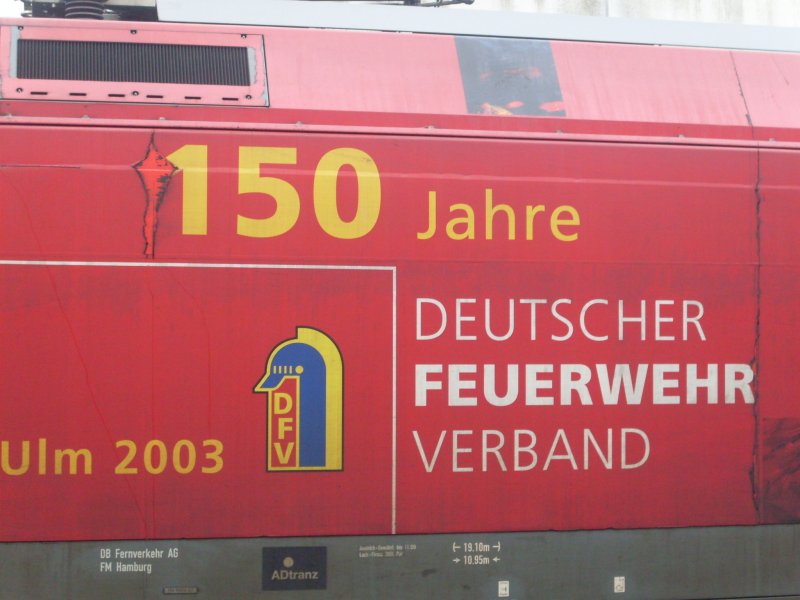 150 Jahre
DEUTSCHER
FEUERWEHR
VERBAND
DFV
Ulm 2003
DB Fernverkehr AG
FM Hamburg
ADtranz
19.10m
10,95m